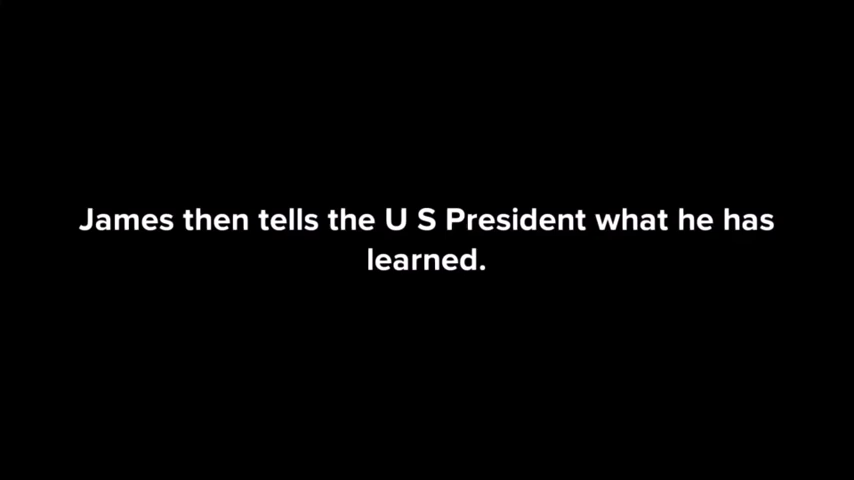 James then tells the U S President what he has
learned.